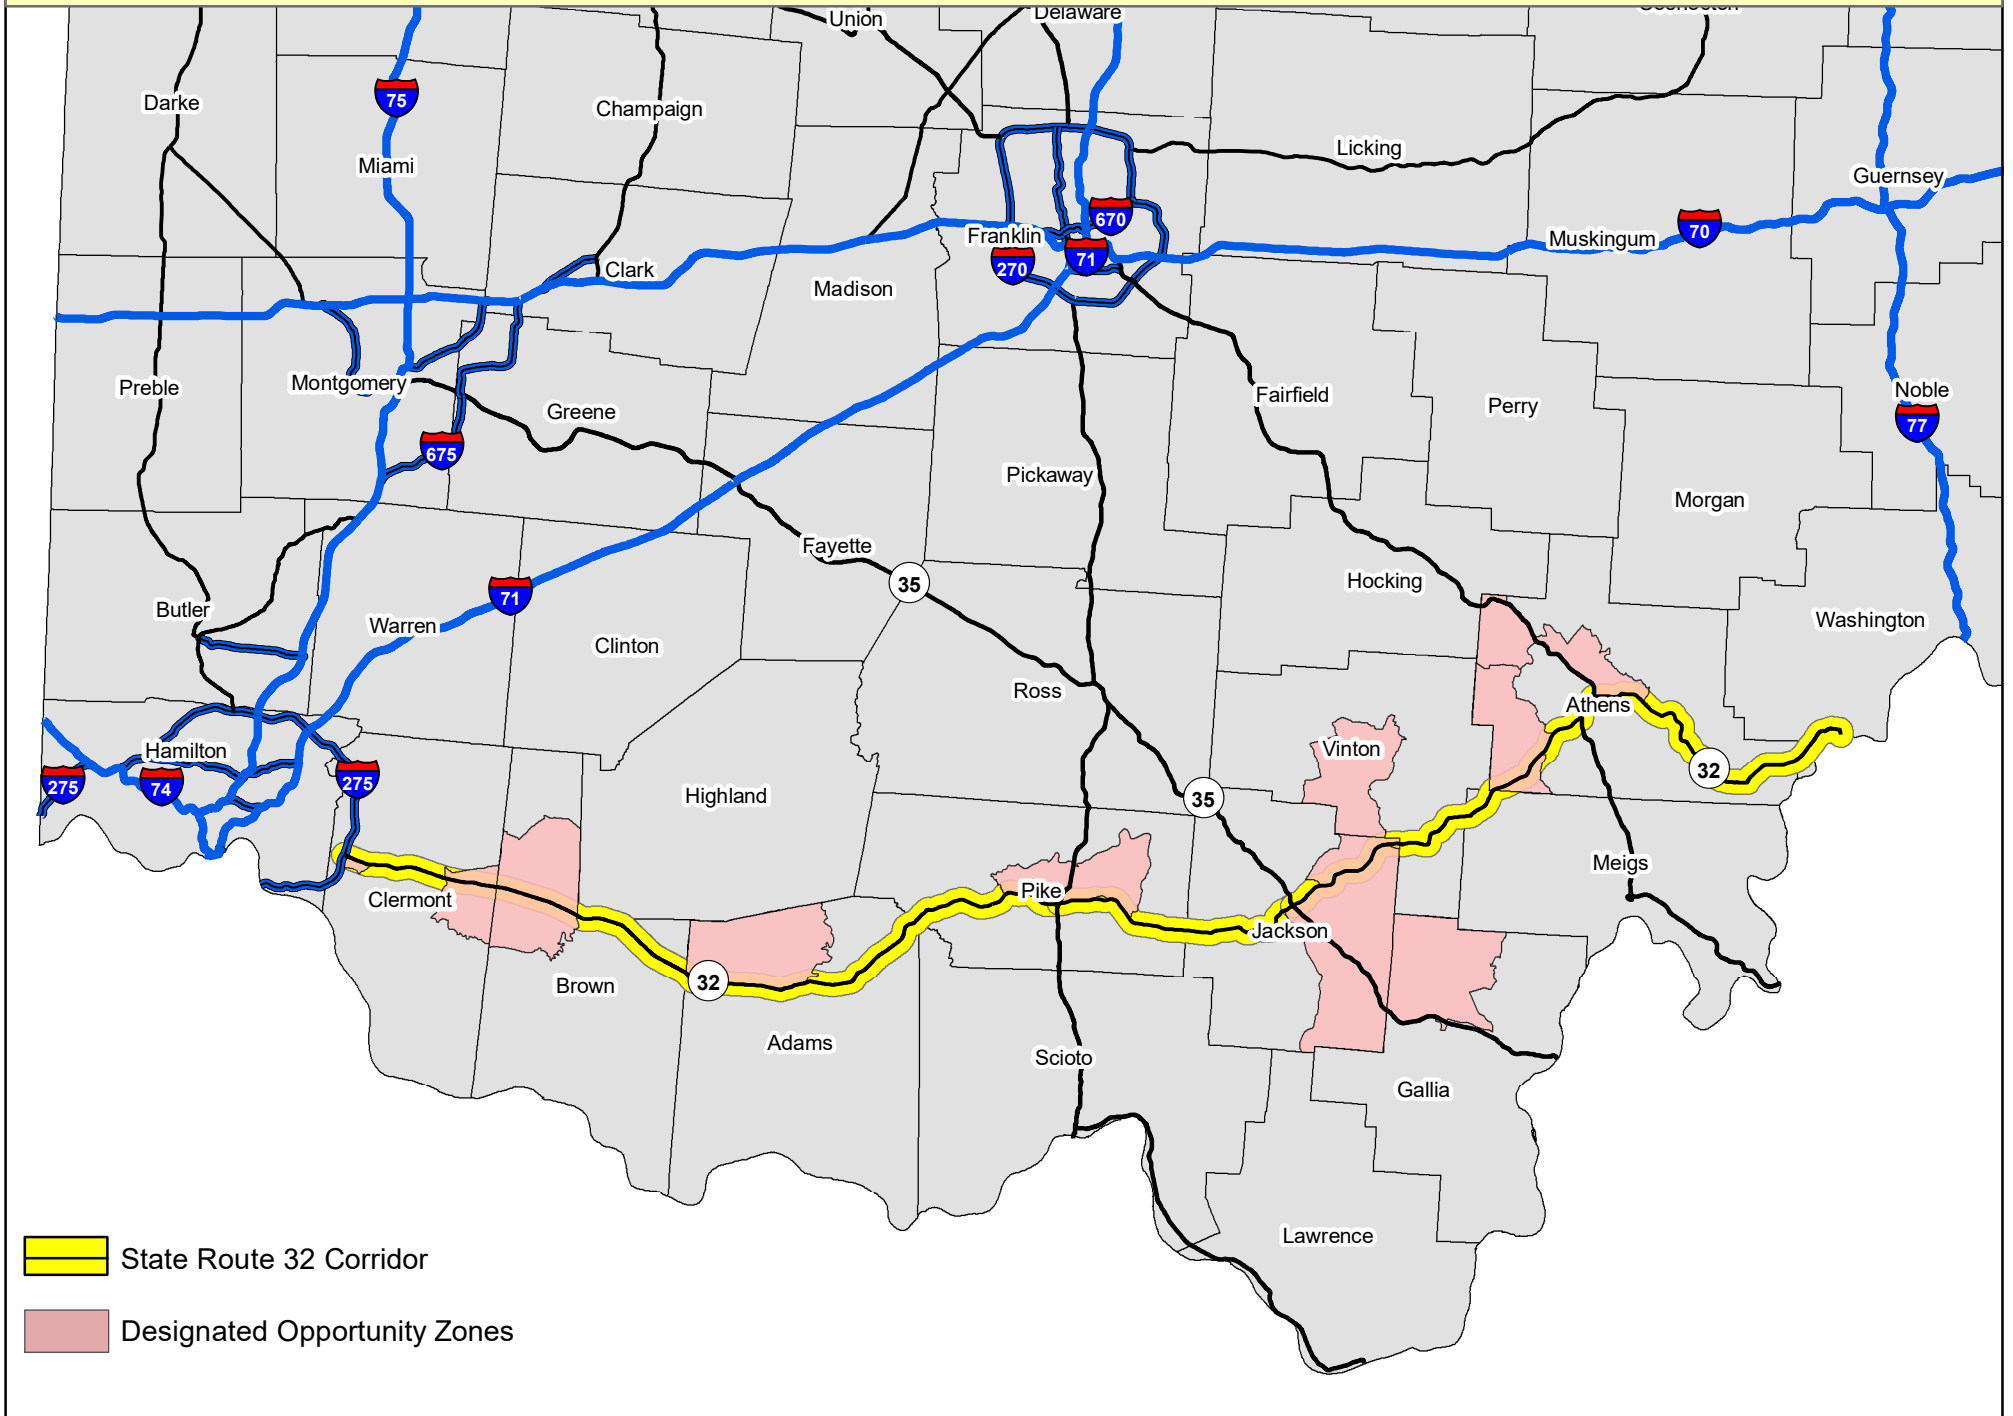 Union
Delaware
Darke
75
Champaign
Miami
Licking
Guernsey
670
70
Franklin
Muskingum
270
71
Clark
Madison
Preble
Montgomery
Greene
Fairfield
Perry
Noble
77
675
Pickaway
Morgan
Fayette
35
Hocking
71
Butler
Warren
Clinton
Washington
Ross
Athens
Hamilton
Vinton
275
74
275
32
Highland
35
Meigs
Clermont
Pike
Jackson
32
Brown
Adams
Scioto
Gallia
Lawrence
State Route 32 Corridor
Designated Opportunity Zones